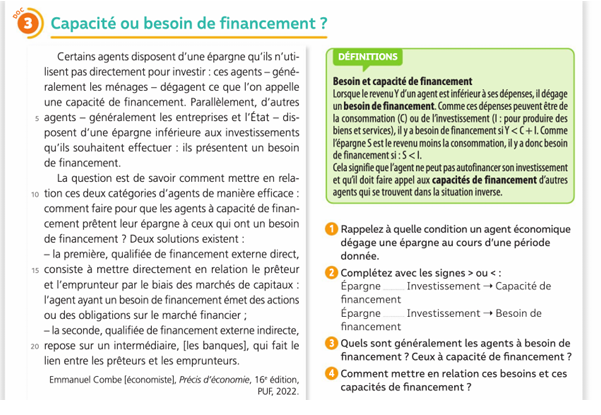 DOC
3 Capacité ou besoin de financement ?
Certains agents disposent d'une épargne qu'ils n'uti-
lisent pas directement pour investir : ces agents – géné-
ralement les ménages – dégagent ce que l'on appelle
une capacité de financement. Parallèlement, d'autres
5 agents – généralement les entreprises et l'État – dis-
posent d'une épargne inférieure aux investissements
qu'ils souhaitent effectuer : ils présentent un besoin
de financement.
La question est de savoir comment mettre en rela-
10 tion ces deux catégories d'agents de manière efficace :
comment faire pour que les agents à capacité de finan-
cement prêtent leur épargne à ceux qui ont un besoin
de financement ? Deux solutions existent :
– la première, qualifiée de financement externe direct,
15 consiste à mettre directement en relation le prêteur
et l'emprunteur par le biais des marchés de capitaux :
l'agent ayant un besoin de financement émet des actions
ou des obligations sur le marché financier ;
– la seconde, qualifiée de financement externe indirecte,
20 repose sur un intermédiaire, [les banques], qui fait le
lien entre les prêteurs et les emprunteurs.
Emmanuel Combe [économiste], Précis d'économie, 16e édition,
PUF, 2022.
DÉFINITIONS
Besoin et capacité de financement
Lorsque le revenu Y d'un agent est inférieur à ses dépenses, il dégage
un besoin de financement. Comme ces dépenses peuvent être de
la consommation (C) ou de l'investissement (I : pour produire des
biens et services), il y a besoin de financement si Y < C + I. Comme
l'épargne S est le revenu moins la consommation, il y a donc besoin
de financement si : S < I.
Cela signifie que l'agent ne peut pas autofinancer son investissement
et qu'il doit faire appel aux capacités de financement d'autres
agents qui se trouvent dans la situation inverse.
1 Rappelez à quelle condition un agent économique
dégage une épargne au cours d'une période
donnée.
2 Complétez avec les signes > ou < :
Épargne ...... Investissement → Capacité de
financement
Épargne ...... Investissement → Besoin de
financement
3 Quels sont généralement les agents à besoin de
financement ? Ceux à capacité de financement ?
4 Comment mettre en relation ces besoins et ces
capacités de financement ?